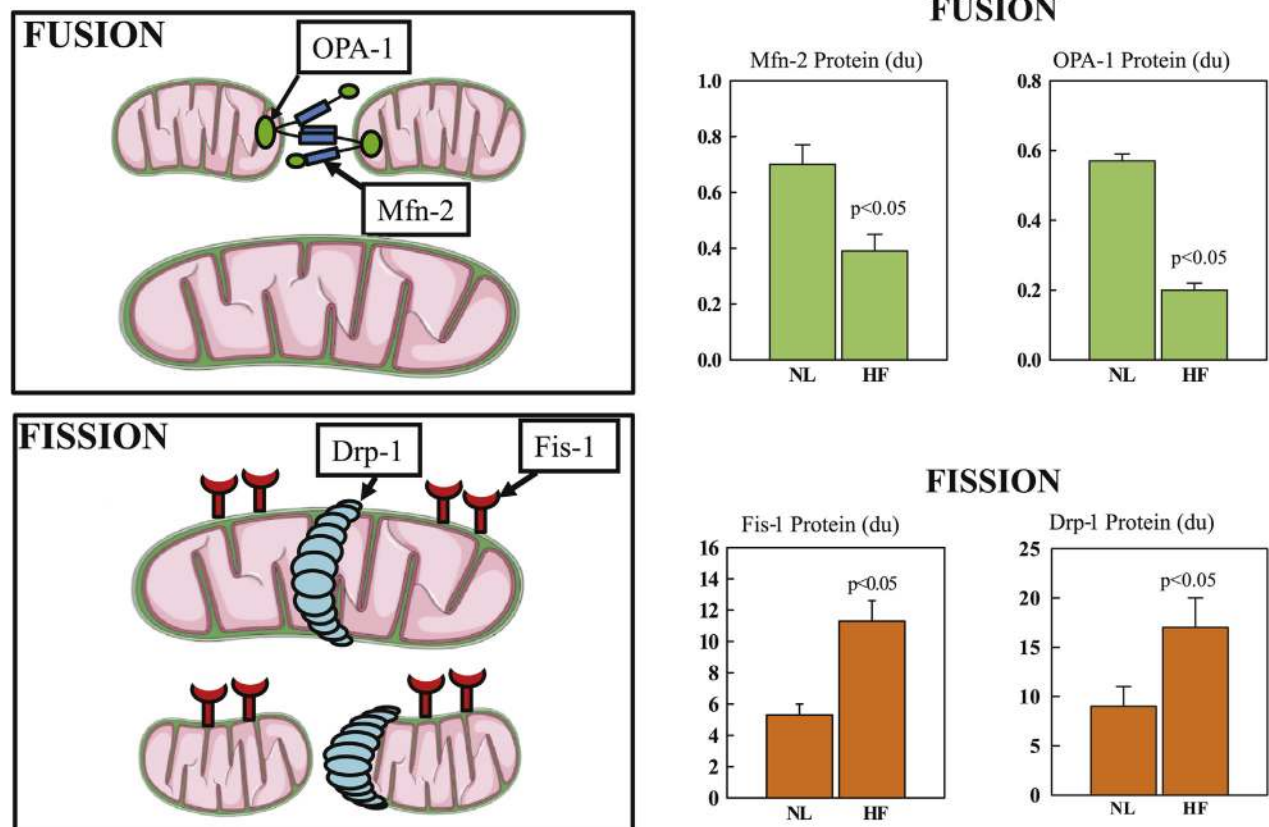 FUSION
OPA-1
Mfn-2
FISSION
Drp-1
Fis-1
FUSION
Mfn-2 Protein (du)
1.0
0.8
0.6
0.4
0.2
0.0
p<0.05
NL HF
OPA-1 Protein (du)
0.8
0.6
0.4
0.2
0.0
p<0.05
NL HF
FISSION
Fis-1 Protein (du)
16
14
12
10
8
6
4
2
0
p<0.05
NL HF
Drp-1 Protein (du)
25
20
15
10
5
0
p<0.05
NL HF